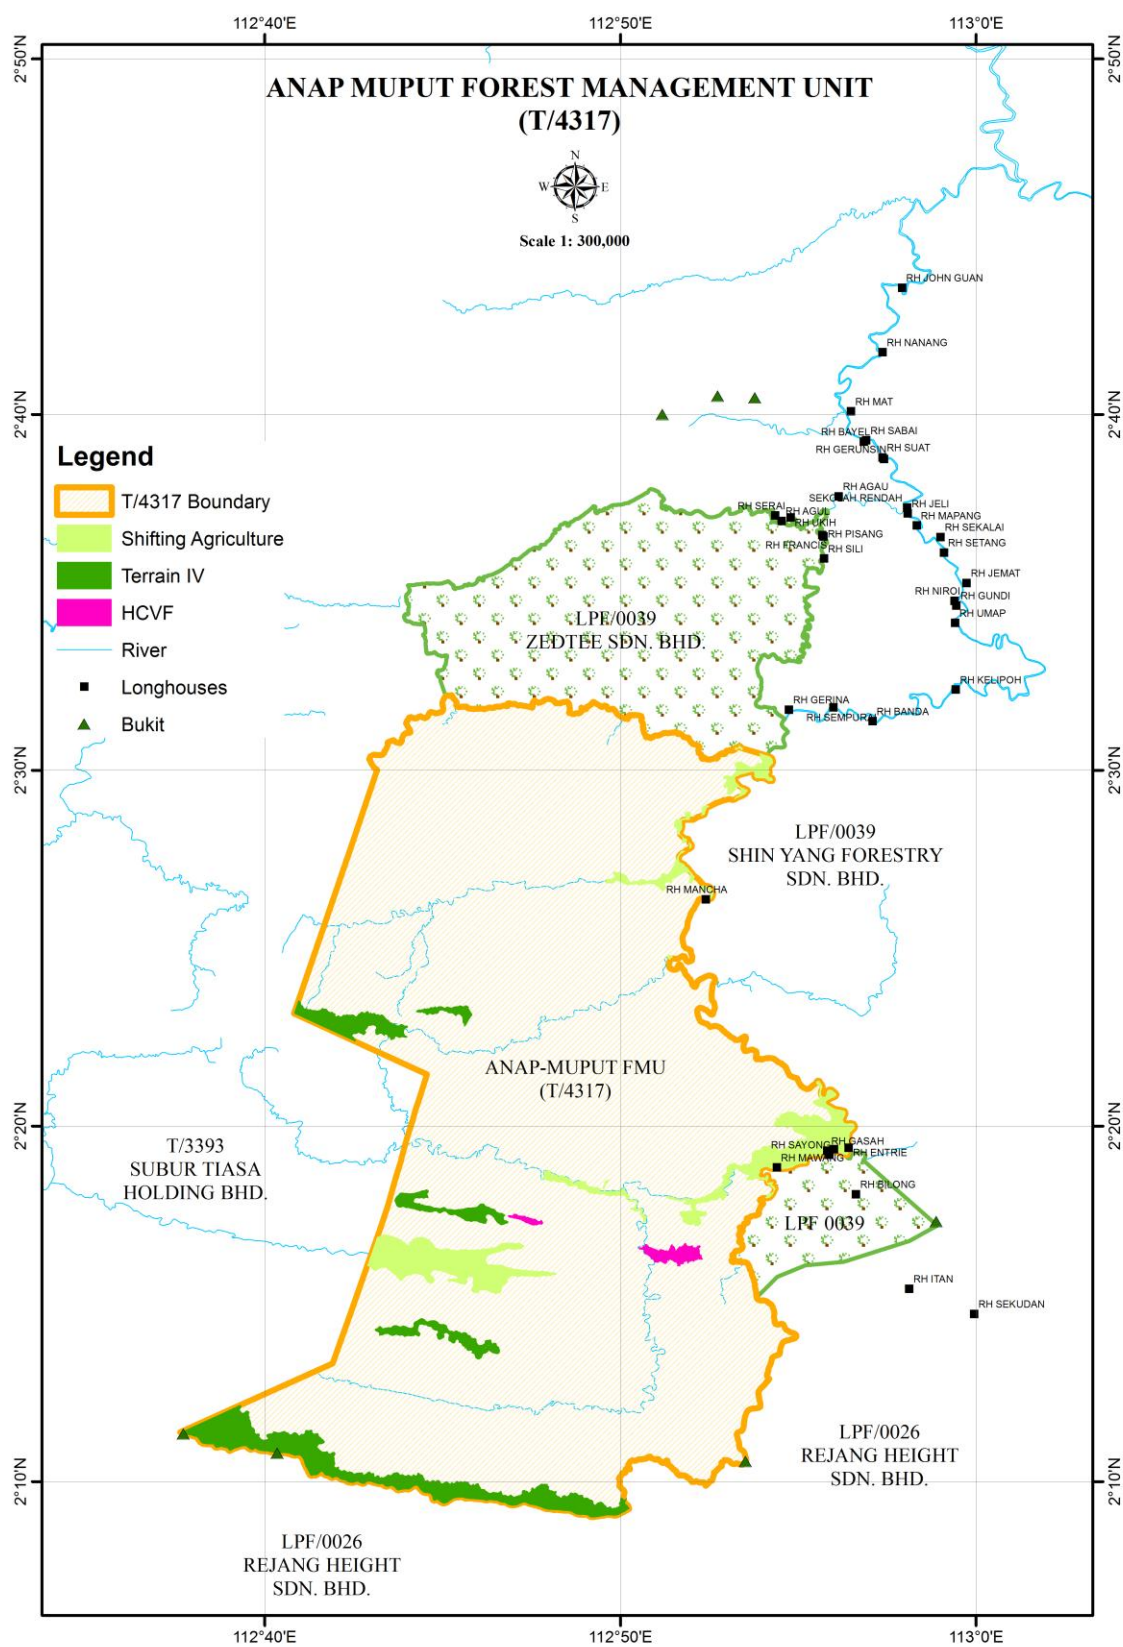 112°40'E
112°50'E
113°0'E
2°50'N
2°50'N
ANAP MUPUT FOREST MANAGEMENT UNIT
(T/4317)
N
W
E
S
Scale 1: 300,000
RH JOHN GUAN
RH NANANG
2°40'N
2°40'N
RH MAT
RH BAYEL
RH SABAI
RH GERUNSIN
RH SUAT
Legend
T/4317 Boundary
Shifting Agriculture
Terrain IV
HCVF
River
Longhouses
Bukit
RH AGAU
SEKOLAH RENDAH
RH JELI
RH SERAI
RH AGUL
RH MAPANG
RH UKIH
RH SEKALAI
RH PISANG
RH FRANCIS
RH SETANG
RH SILI
RH JEMAT
RH NIROI
RH GUNDI
RH UMAP
LPF/0039
ZEDTEE SDN. BHD.
RH KELIPOH
RH GERINA
RH SEMPURAI
RH BANDA
2°30'N
2°30'N
LPF/0039
SHIN YANG FORESTRY
SDN. BHD.
RH MANCHA
ANAP-MUPUT FMU
(T/4317)
2°20'N
2°20'N
T/3393
SUBUR TIASA
HOLDING BHD.
RH SAYONG
RH GASAH
RH MAWANG
RH ENTRIE
RH BILONG
LPF 0039
RH ITAN
RH SEKUDAN
LPF/0026
REJANG HEIGHT
SDN. BHD.
2°10'N
2°10'N
LPF/0026
REJANG HEIGHT
SDN. BHD.
112°40'E
112°50'E
113°0'E